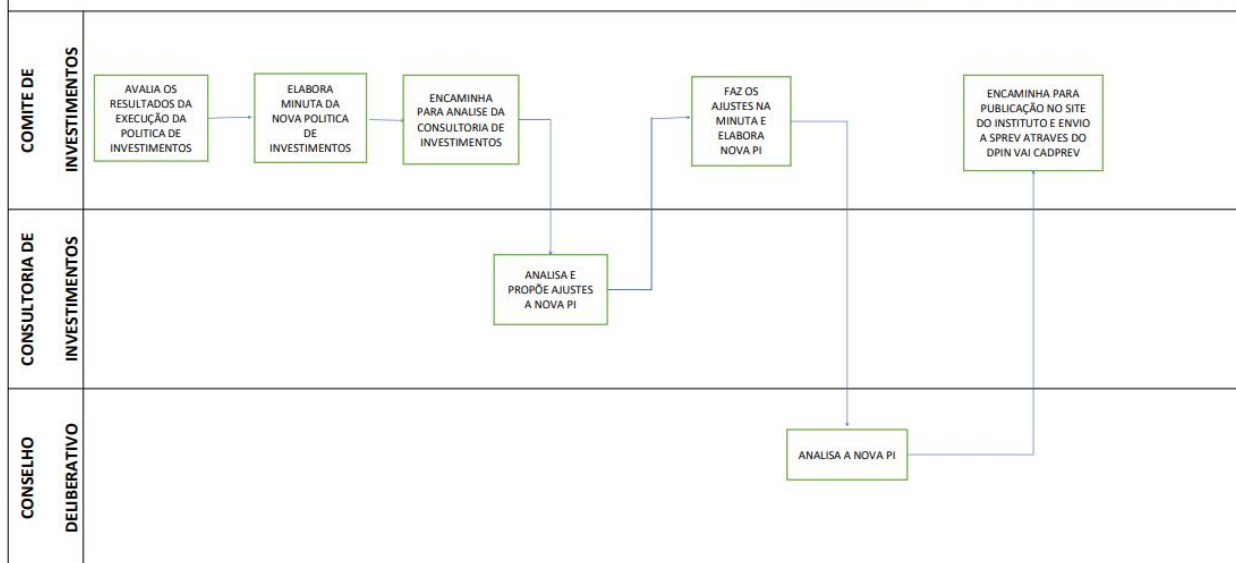 COMITE DE
INVESTIMENTOS
AVALIA OS
RESULTADOS DA
EXECUÇÃO DA
POLITICA DE
INVESTIMENTOS
ELABORA
MINUTA DA
NOVA POLITICA
DE
INVESTIMENTOS
ENCAMINHA
PARA ANALISE DA
CONSULTORIA DE
INVESTIMENTOS
FAZ OS
AJUSTES NA
MINUTA E
ELABORA
NOVA PI
ENCAMINHA PARA
PUBLICAÇÃO NO SITE
DO INSTITUTO E ENVIO
A SPREV ATRAVES DO
DPIN VAI CADPREV
CONSULTORIA DE
INVESTIMENTOS
ANALISA E
PROPÕE AJUSTES
A NOVA PI
CONSELHO
DELIBERATIVO
ANALISA A NOVA PI